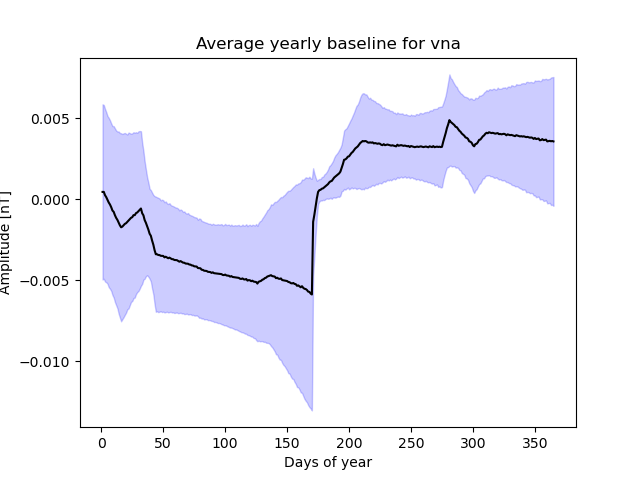 Average yearly baseline for vna
Amplitude [nT]
0.005
0.000
−0.005
−0.010
0 50 100 150 200 250 300 350
Days of year